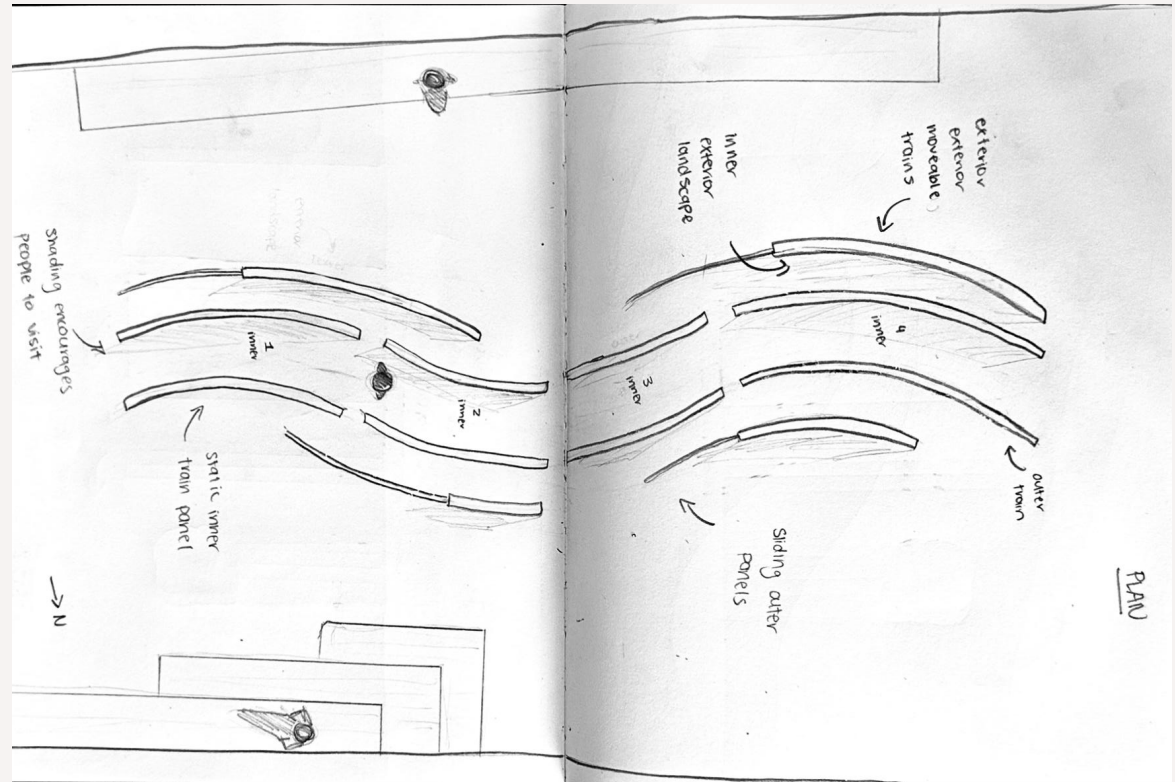 PLAN
exterior
exterior
moveable
trains
inner
exterior
landscape
4
inner
3
inner
outer
train
Sliding outer
panels
shading encourages
people to visit
1
inner
2
inner
static inner
train panel
N